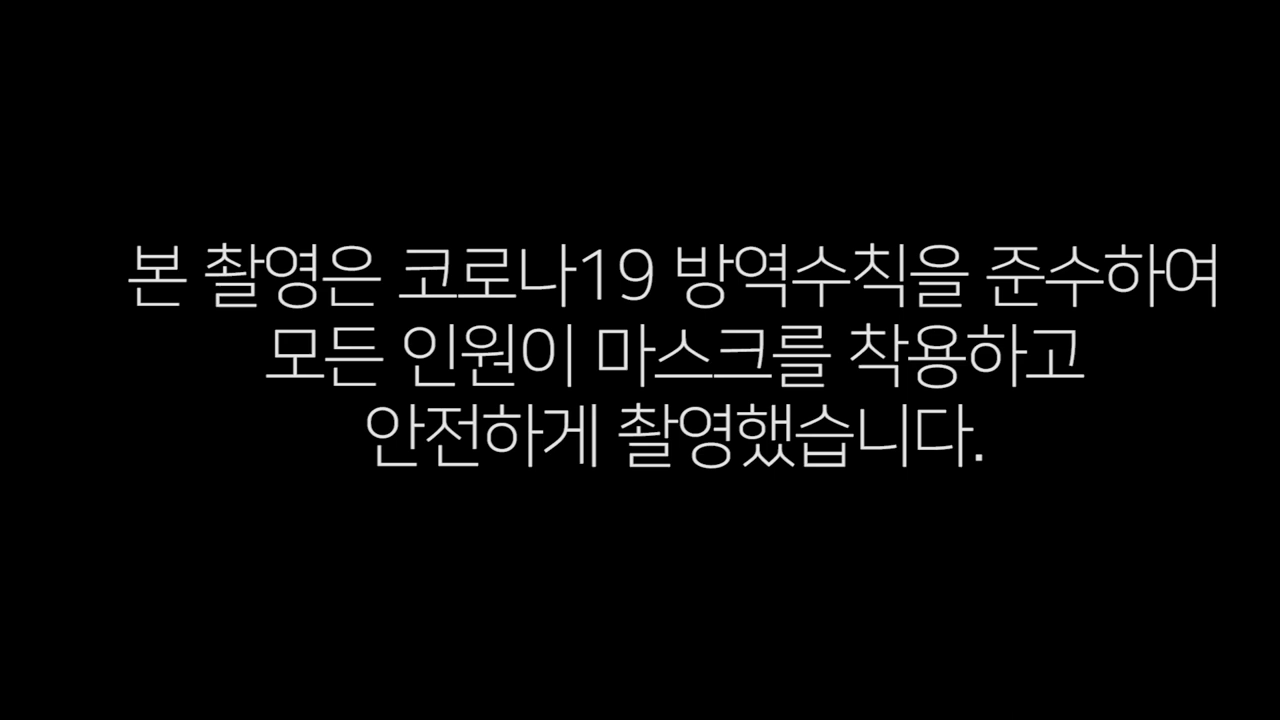 본 촬영은 코로나19 방역수칙을 준수하여
모든 인원이 마스크를 착용하고
안전하게 촬영했습니다.